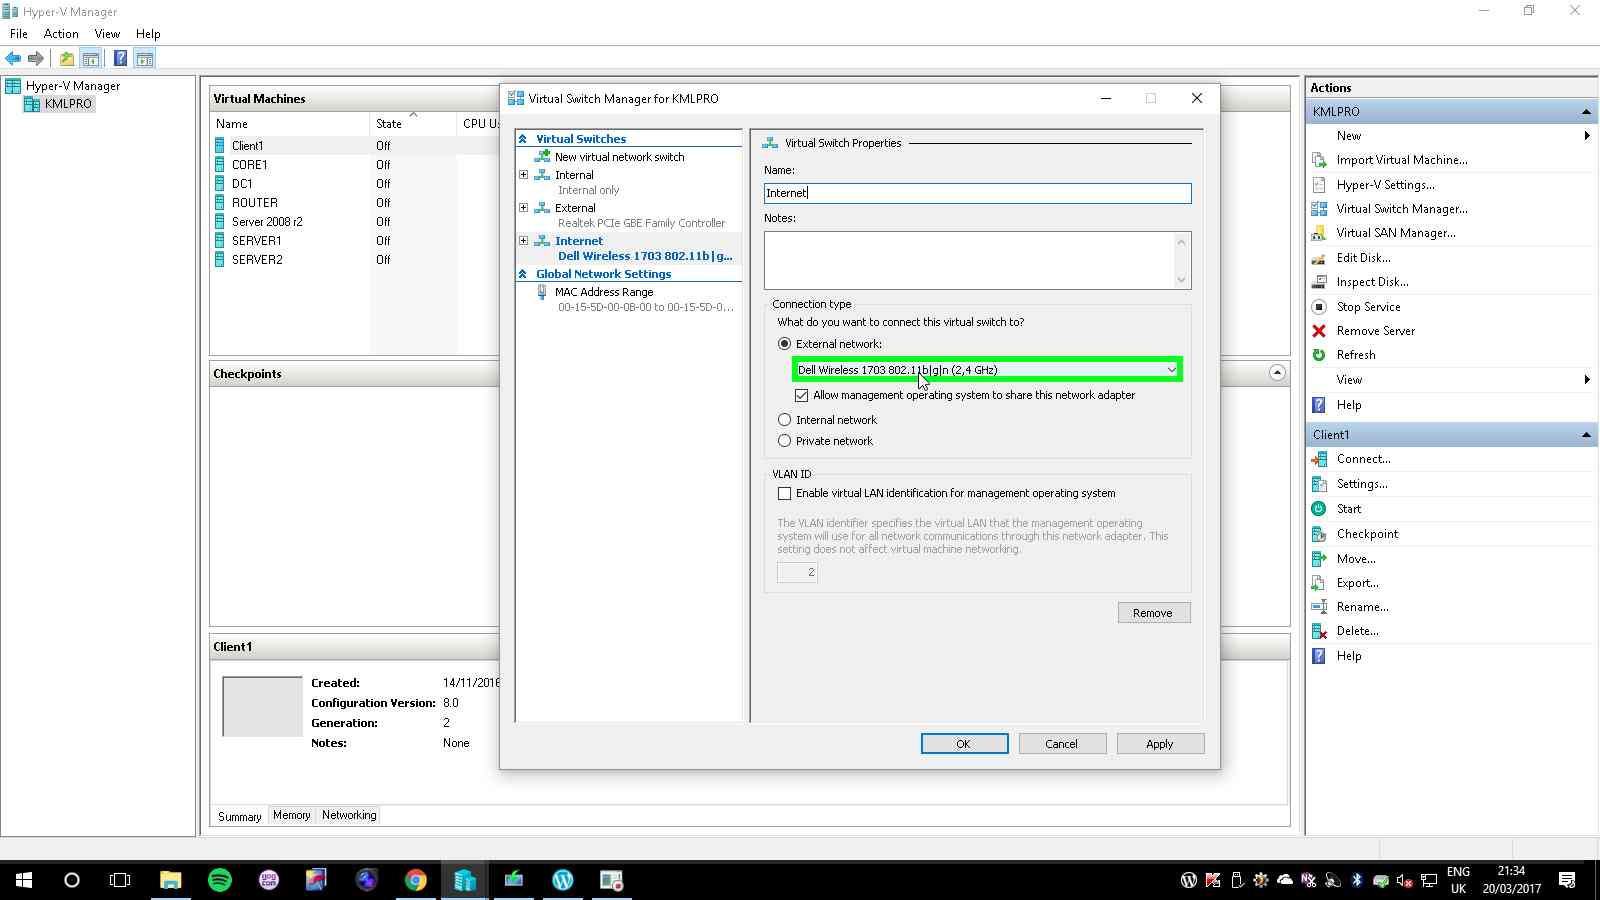 Hyper-V Manager
File Action View Help
Hyper-V Manager
KMLPRO
Virtual Machines
Name State CPU U
Client1 Off
CORE1 Off
DC1 Off
ROUTER Off
Server 2008 r2 Off
SERVER1 Off
SERVER2 Off
Checkpoints
Client1
Created: 14/11/2016
Configuration Version: 8.0
Generation: 2
Notes: None
Summary Memory Networking
Virtual Switch Manager for KMLPRO
Virtual Switches
New virtual network switch
Internal
Internal only
External
Realtek PCIe GBE Family Controller
Internet
Dell Wireless 1703 802.11b|g...
Global Network Settings
MAC Address Range
00-15-5D-00-0B-00 to 00-15-5D-0...
Virtual Switch Properties
Name:
Internet
Notes:
Connection type
What do you want to connect this virtual switch to?
External network:
Dell Wireless 1703 802.11b|g|n (2,4 GHz)
Allow management operating system to share this network adapter
Internal network
Private network
VLAN ID
Enable virtual LAN identification for management operating system
The VLAN identifier specifies the virtual LAN that the management operating
system will use for all network communications through this network adapter. This
setting does not affect virtual machine networking.
2
Remove
OK Cancel Apply
Actions
KMLPRO
New
Import Virtual Machine...
Hyper-V Settings...
Virtual Switch Manager...
Virtual SAN Manager...
Edit Disk...
Inspect Disk...
Stop Service
Remove Server
Refresh
View
Help
Client1
Connect...
Settings...
Start
Checkpoint
Move...
Export...
Rename...
Delete...
Help
ENG
UK
21:34
20/03/2017